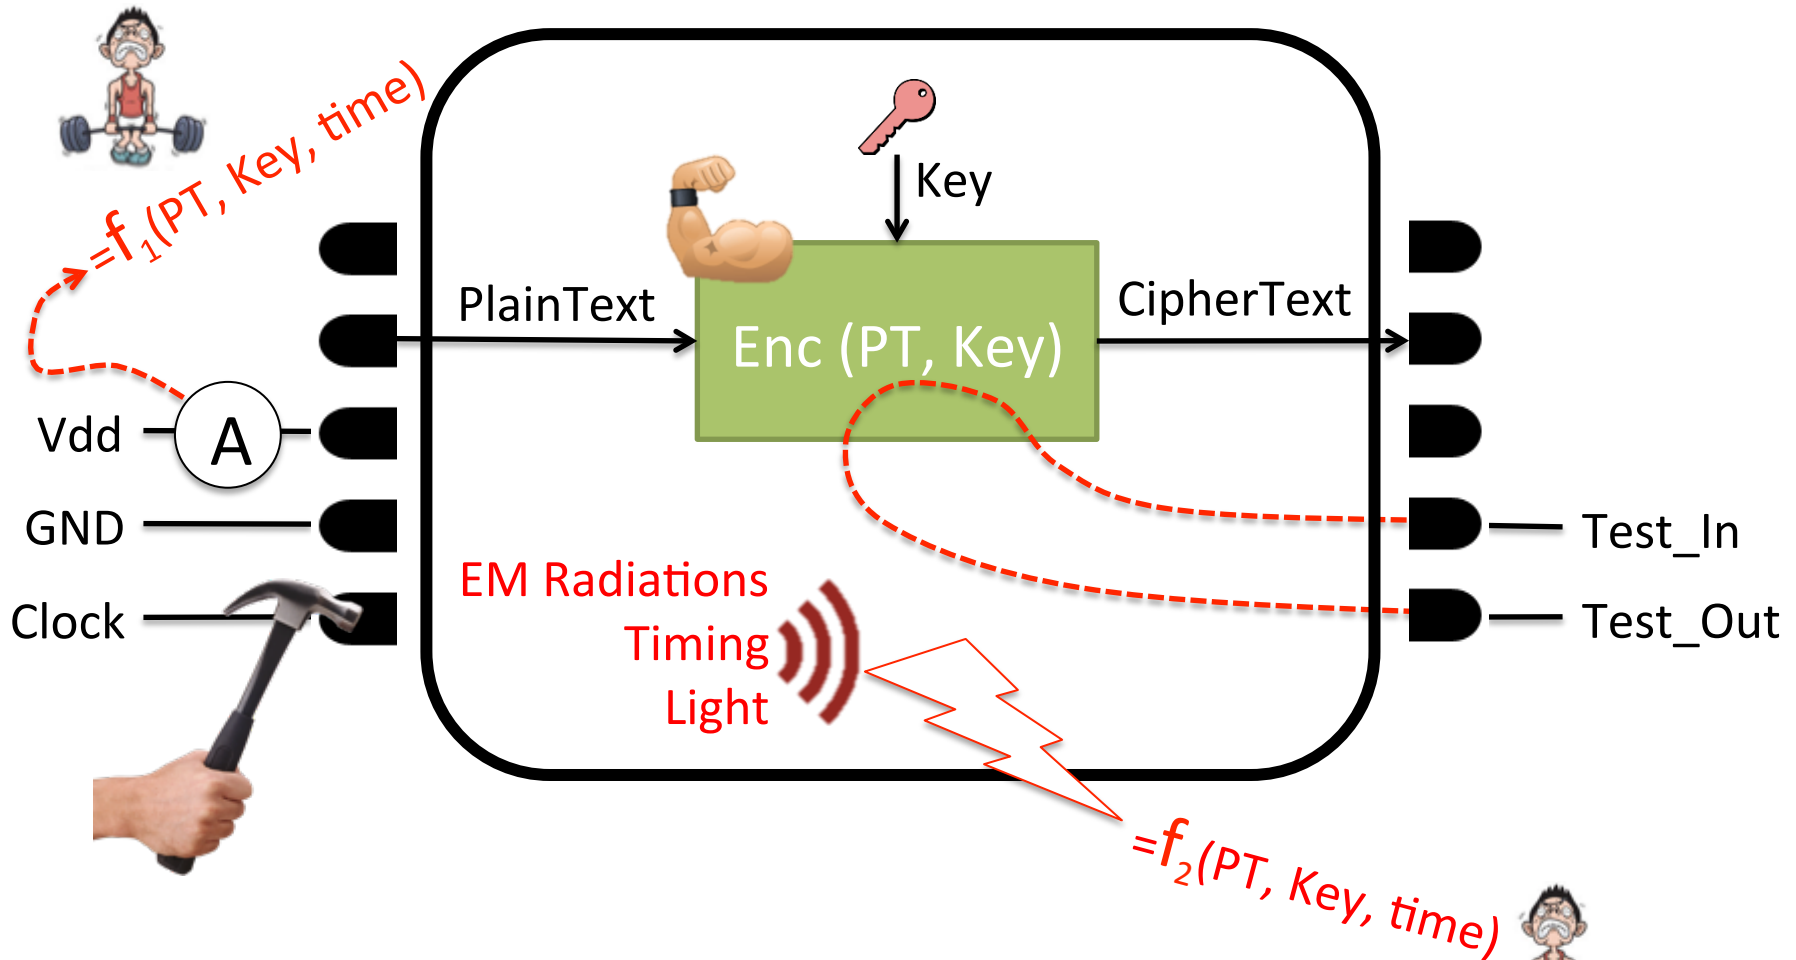 =f1(PT, Key, time)
Key
PlainText
CipherText
Enc (PT, Key)
Vdd
A
GND
Test_In
EM Radiations
Clock
Timing
Test_Out
Light
=f2(PT, Key, time)